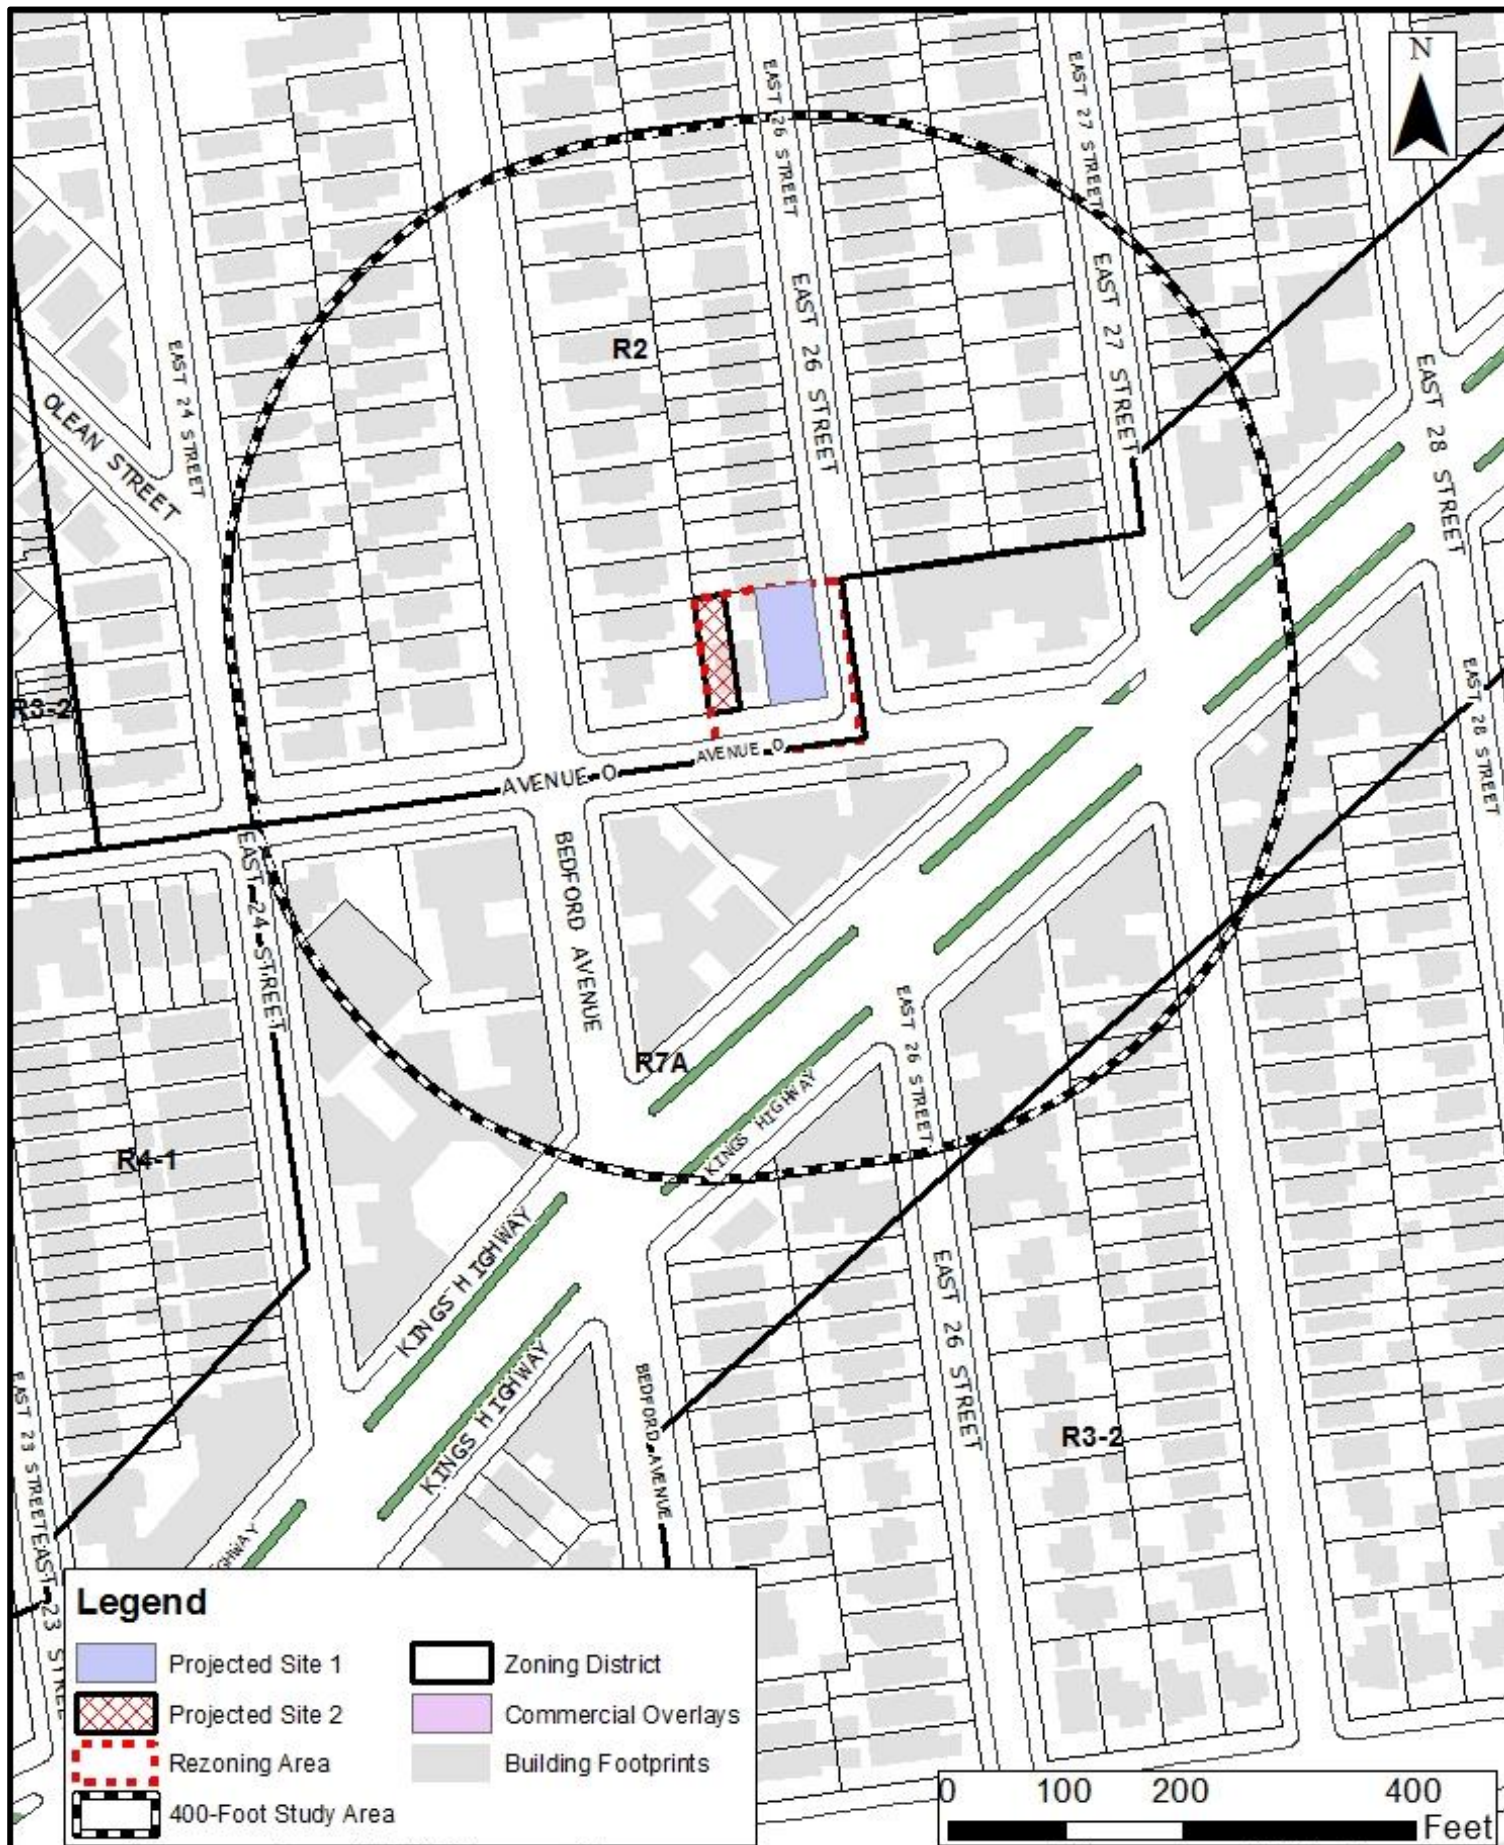 N
EAST 26 STREET
EAST 27 STREET
EAST 26 STREET
EAST 27 STREET
R2
EAST 24 STREET
OLEAN STREET
EAST 28 STREET
R3-2
EAST 28 STREET
AVENUE O
AVENUE O
EAST 24 STREET
BEDFORD AVENUE
EAST 26 STREET
R7A
KINGS HIGHWAY
R4-1
KINGS HIGHWAY
EAST 26 STREET
KINGS HIGHWAY
BEDFORD AVENUE
R3-2
EAST 23 STREET
GHWAY
EAST 23 STREE
Legend
Projected Site 1
Projected Site 2
Rezoning Area
400-Foot Study Area
Zoning District
Commercial Overlays
Building Footprints
0 100 200 400
Feet